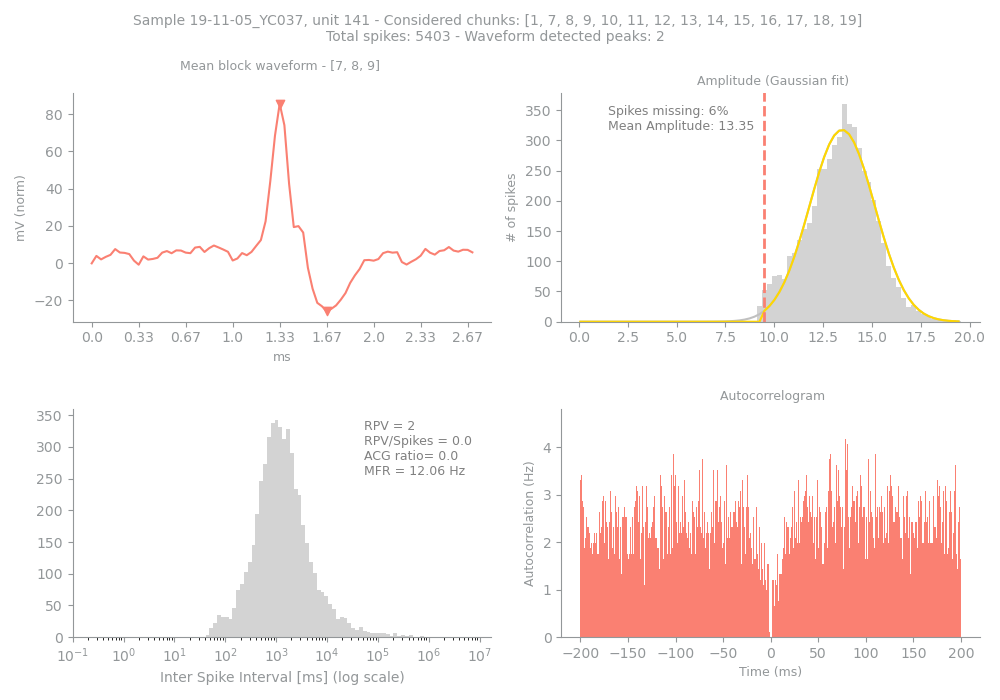 Sample 19-11-05_YC037, unit 141 - Considered chunks: [1, 7, 8, 9, 10, 11, 12, 13, 14, 15, 16, 17, 18, 19]
Total spikes: 5403 - Waveform detected peaks: 2
Mean block waveform - [7, 8, 9]
mV (norm)
80
60
40
20
0
−20
0.0 0.33 0.67 1.0 1.33 1.67 2.0 2.33 2.67
ms
Amplitude (Gaussian fit)
Spikes missing: 6%
Mean Amplitude: 13.35
# of spikes
350
300
250
200
150
100
50
0
0.0 2.5 5.0 7.5 10.0 12.5 15.0 17.5 20.0
RPV = 2
RPV/Spikes = 0.0
ACG ratio= 0.0
MFR = 12.06 Hz
350
300
250
200
150
100
50
0
10⁻¹ 10⁰ 10¹ 10² 10³ 10⁴ 10⁵ 10⁶ 10⁷
Inter Spike Interval [ms] (log scale)
Autocorrelogram
Autocorrelation (Hz)
4
3
2
1
0
−200 −150 −100 −50 0 50 100 150 200
Time (ms)